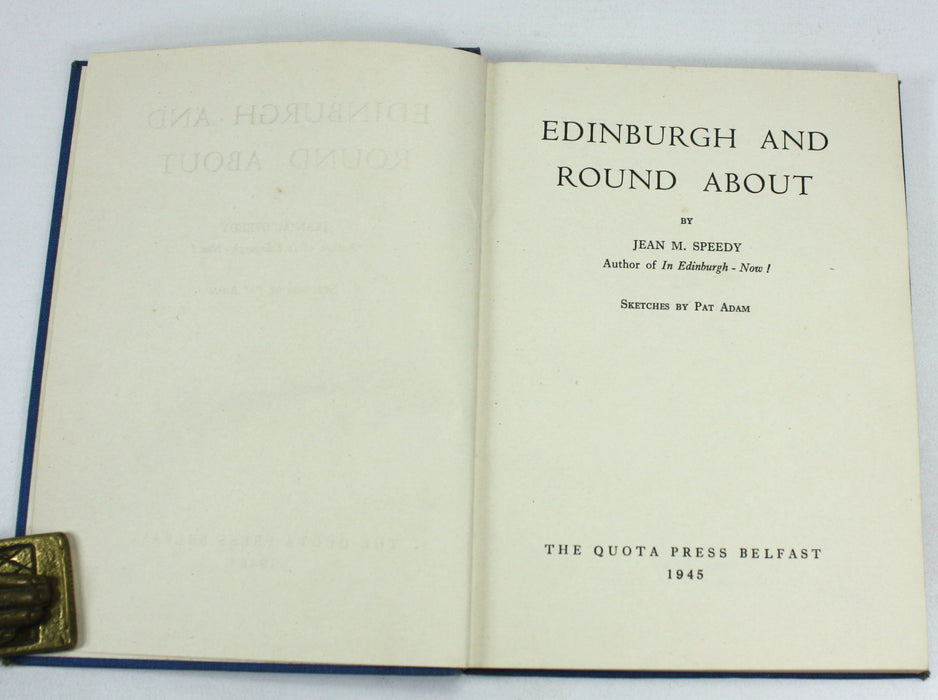 EDINBURGH AND
ROUND ABOUT
BY
JEAN M. SPEEDY
Author of In Edinburgh - Now !
SKETCHES BY PAT ADAM
THE QUOTA PRESS BELFAST
1945